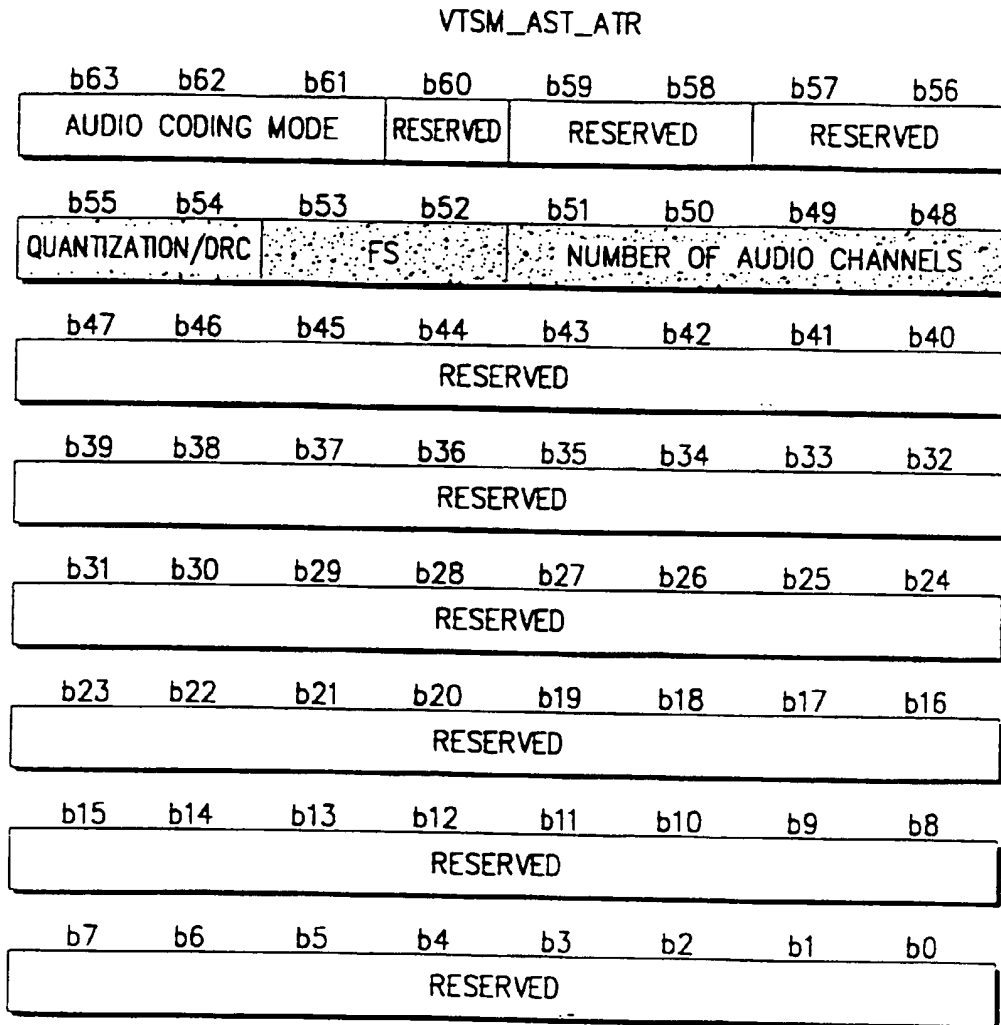 VTSM_AST_ATR
b63 b62 b61 b60 b59 b58 b57 b56
AUDIO CODING MODE RESERVED RESERVED RESERVED
b55 b54 b53 b52 b51 b50 b49 b48
QUANTIZATION/DRC FS NUMBER OF AUDIO CHANNELS
b47 b46 b45 b44 b43 b42 b41 b40
RESERVED
b39 b38 b37 b36 b35 b34 b33 b32
RESERVED
b31 b30 b29 b28 b27 b26 b25 b24
RESERVED
b23 b22 b21 b20 b19 b18 b17 b16
RESERVED
b15 b14 b13 b12 b11 b10 b9 b8
RESERVED
b7 b6 b5 b4 b3 b2 b1 b0
RESERVED